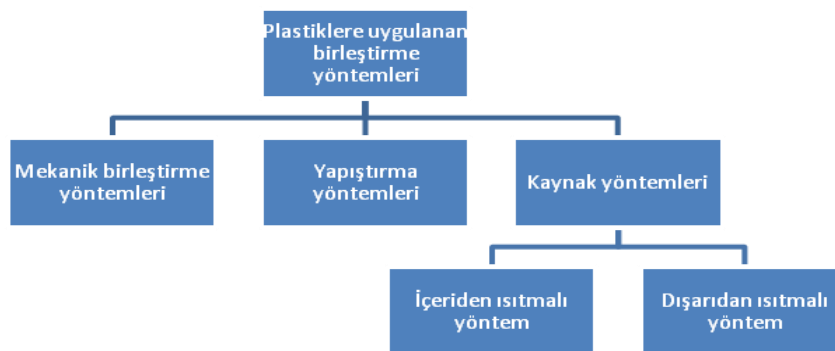 Plastiklere uygulanan
birleştirme
yöntemleri
Mekanik birleştirme
yöntemleri
Yapıştırma
yöntemleri
Kaynak yöntemleri
İçeriden ısıtmalı
yöntem
Dışarıdan ısıtmalı
yöntem